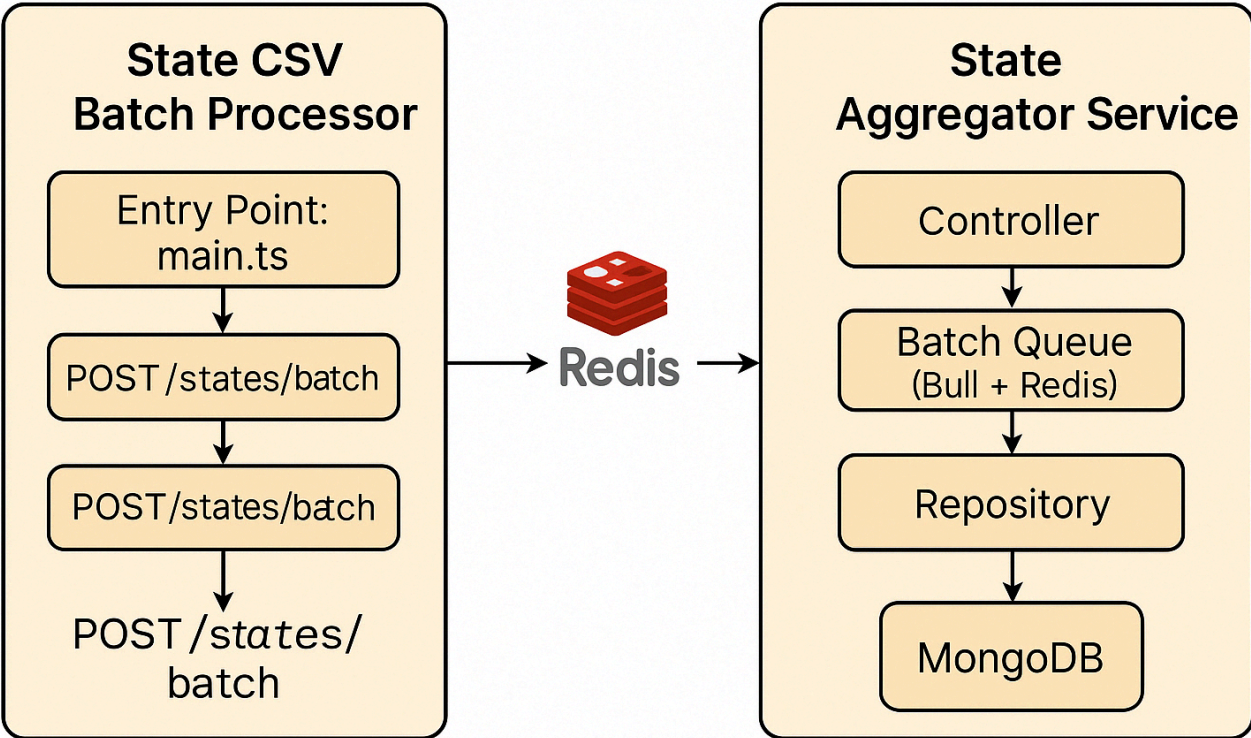 State CSV
Batch Processor
Entry Point:
main.ts
POST /states/batch
POST/states/batch
POST /states/
batch
Redis
State
Aggregator Service
Controller
Batch Queue
(Bull + Redis)
Repository
MongoDB